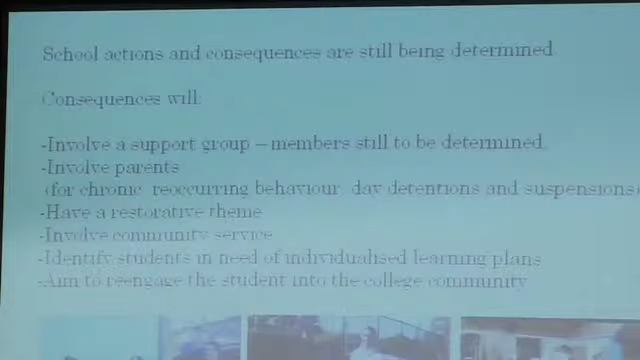 School actions and consequences are still being determined
Consequences will:
-Involve a support group – members still to be determined.
-Involve parents
(for chronic reoccurring behaviour, day detentions and suspensions)
-Have a restorative theme
-Involve community service
-Identify students in need of individualised learning plans
-Aim to reengage the student into the college community